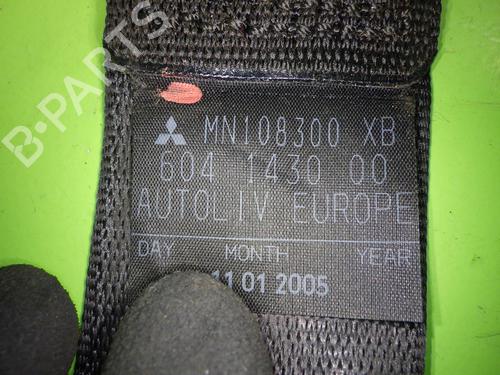 B-PARTS
MN108300 XB
604 1430 00
AUTOLIV EUROPE
DAY MONTH YEAR
11 01 2005